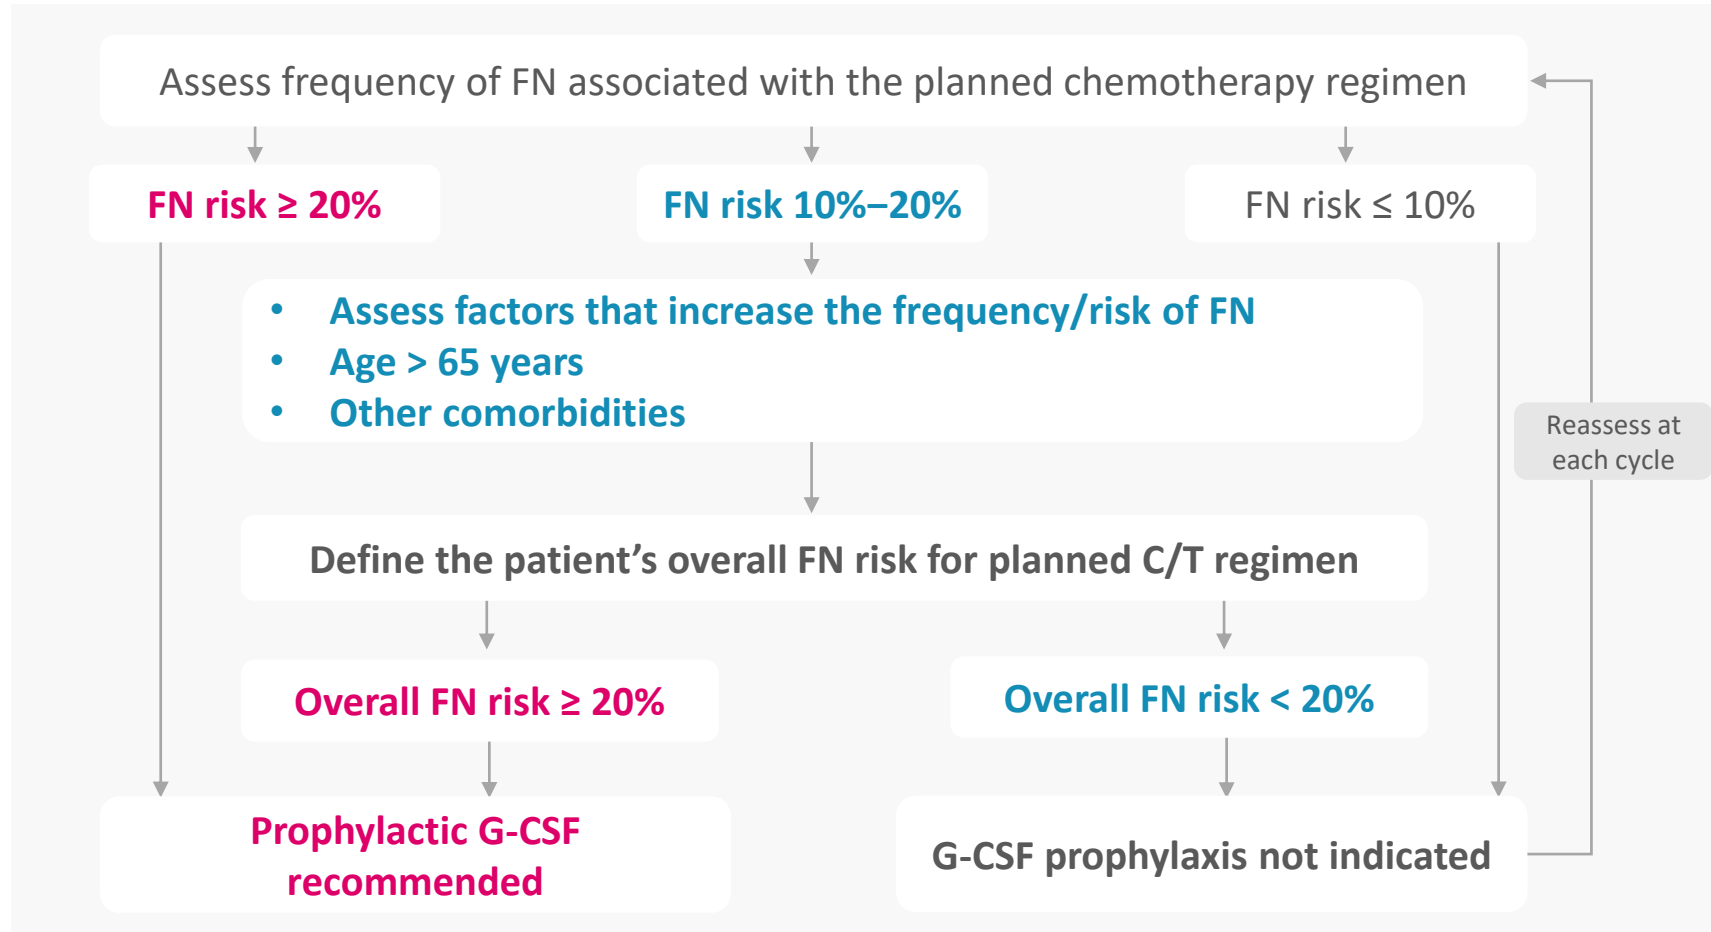 Assess frequency of FN associated with the planned chemotherapy regimen
FN risk ≥ 20%
FN risk 10%–20%
FN risk ≤ 10%
• Assess factors that increase the frequency/risk of FN
• Age > 65 years
• Other comorbidities
Reassess at
each cycle
Define the patient’s overall FN risk for planned C/T regimen
Overall FN risk ≥ 20%
Overall FN risk < 20%
Prophylactic G-CSF
recommended
G-CSF prophylaxis not indicated